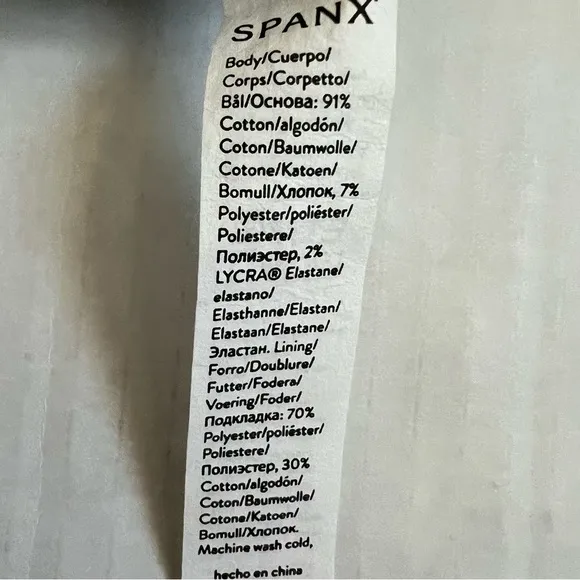 SPANX
Body/Cuerpo/
Corps/Corpetto/
Bål/Основа: 91%
Cotton/algodón/
Coton/Baumwolle/
Cotone/Katoen/
Bomull/Хлопок, 7%
Polyester/poliéster/
Poliestere/
Полиэстер, 2%
LYCRA® Elastane/
elastano/
Elasthanne/Elastan/
Elastaan/Elastane/
Эластан. Lining/
Forro/Doublure/
Futter/Fodera/
Voering/Foder/
Подкладка: 70%
Polyester/poliéster/
Poliestere/
Полиэстер, 30%
Cotton/algodón/
Coton/Baumwolle/
Cotone/Katoen/
Bomull/Хлопок.
Machine wash cold,
hecho en china